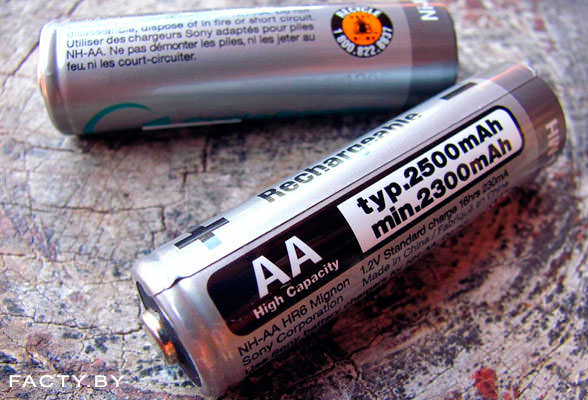 dispose of in fire or short circuit.
Utiliser des chargeurs Sony adaptés pour piles
NH-AA. Ne pas démonter les piles, ni les jeter au
feu, ni les court-circuiter.
RECYCLE
1.800.822.8837
Rechargeable
typ.2500mAh
min.2300mAh
AA
High Capacity
1.2V Standard charge 16hrs 230mA
Made in China / Fabriqué
NH-AA HR6 Mignon
Sony Corporation
FACTY.BY